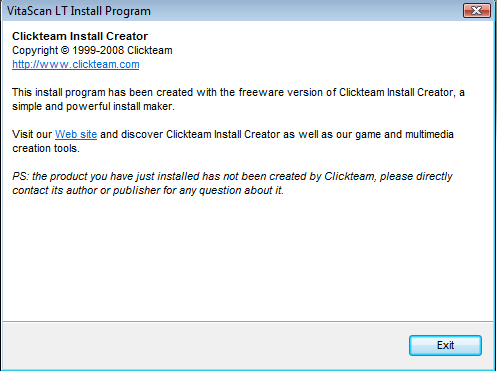 VitaScan LT Install Program
Clickteam Install Creator
Copyright © 1999-2008 Clickteam
http://www.clickteam.com
This install program has been created with the freeware version of Clickteam Install Creator, a
simple and powerful install maker.
Visit our Web site and discover Clickteam Install Creator as well as our game and multimedia
creation tools.
PS: the product you have just installed has not been created by Clickteam, please directly
contact its author or publisher for any question about it.
Exit